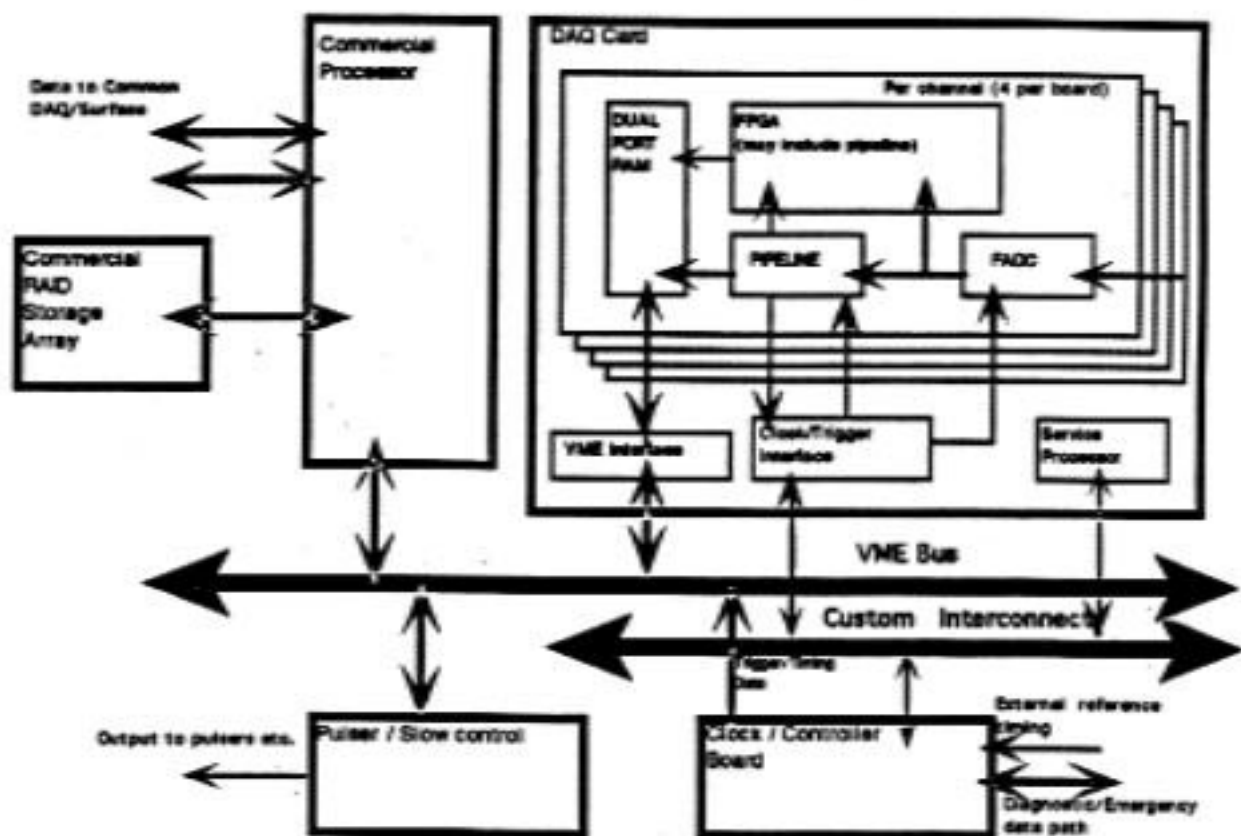 Commercial
Processor
Data to Common
DAQ/Surface
Commercial
RAID
Storage
Array
DAQ Card
Per channel (4 per board)
DUAL
PORT
RAM
FPGA
(may include pipeline)
PIPELINE
FADC
VME Interface
Clock/Trigger
Interface
Service
Processor
VME Bus
Custom Interconnect
Trigger/Timing
Data
Output to pulsers etc.
Pulser / Slow control
Clock / Controller
Board
External reference
timing
Diagnostic/Emergency
data path